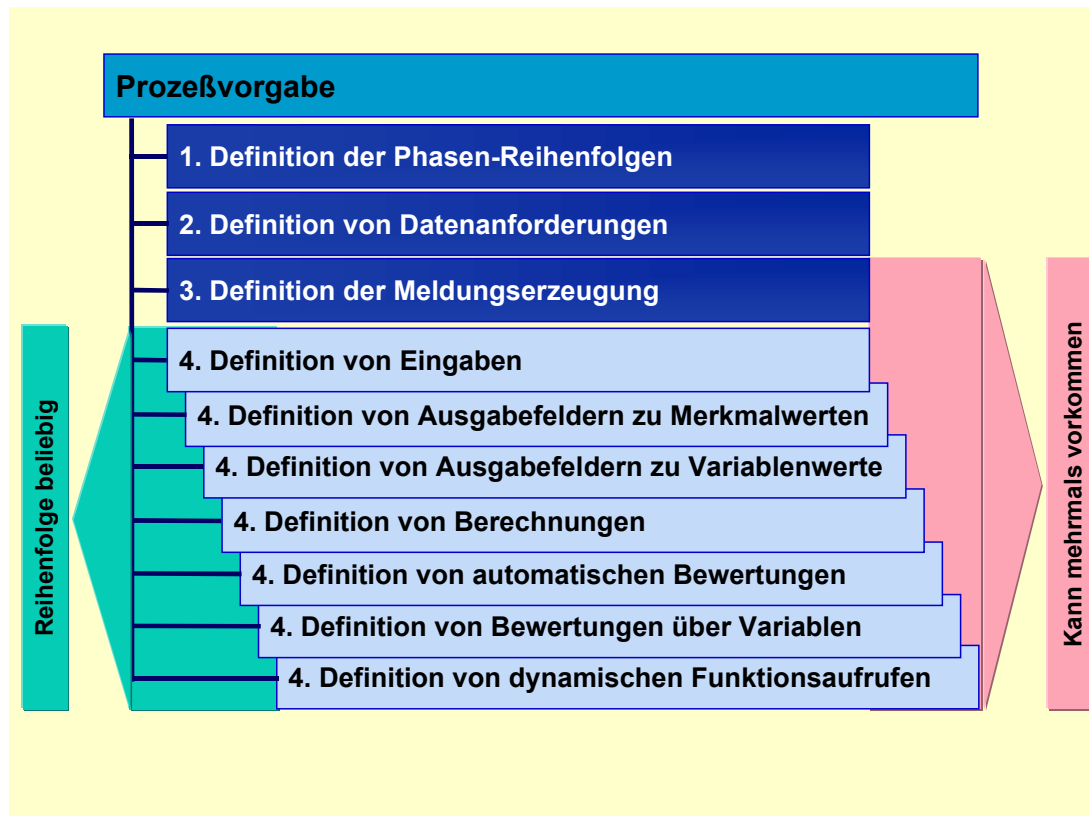 Prozeßvorgabe
1. Definition der Phasen-Reihenfolgen
2. Definition von Datenanforderungen
3. Definition der Meldungserzeugung
4. Definition von Eingaben
4. Definition von Ausgabefeldern zu Merkmalwerten
4. Definition von Ausgabefeldern zu Variablenwerte
4. Definition von Berechnungen
4. Definition von automatischen Bewertungen
4. Definition von Bewertungen über Variablen
4. Definition von dynamischen Funktionsaufrufen
Reihenfolge beliebig
Kann mehrmals vorkommen